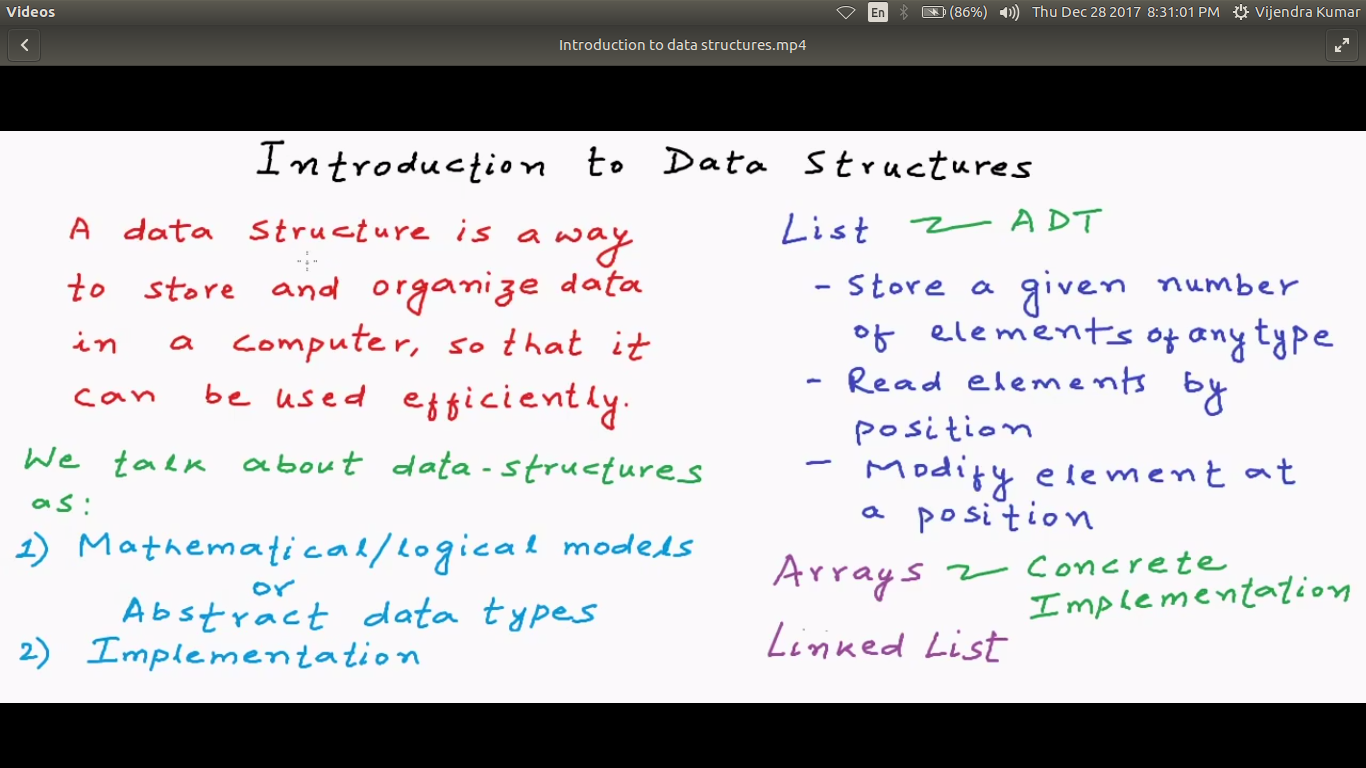 Videos
En
(86%)
Thu Dec 28 2017 8:31:01 PM
Vijendra Kumar
Introduction to data structures.mp4
Introduction to Data Structures
A data structure is a way
to store and organize data
in a computer, so that it
can be used efficiently.
We talk about data-structures
as:
1) Mathematical/logical models
or
Abstract data types
2) Implementation
List
ADT
- Store a given number
of elements of any type
- Read elements by
position
- Modify element at
a position
Arrays
Concrete
Implementation
Linked List